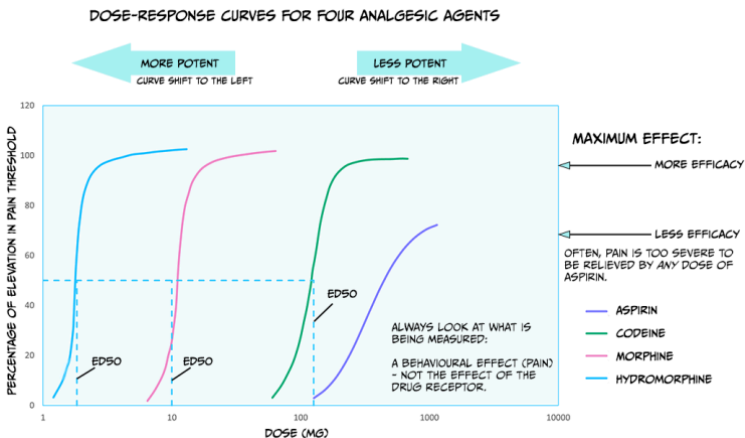 DOSE-RESPONSE CURVES FOR FOUR ANALGESIC AGENTS
MORE POTENT
CURVE SHIFT TO THE LEFT
LESS POTENT
CURVE SHIFT TO THE RIGHT
PERCENTAGE OF ELEVATION IN PAIN THRESHOLD
120
100
80
60
40
20
0
ED50
ED50
ED50
ALWAYS LOOK AT WHAT IS
BEING MEASURED:
A BEHAVIOURAL EFFECT (PAIN)
- NOT THE EFFECT OF THE
DRUG RECEPTOR.
1
10
100
1000
10000
DOSE (MG)
MAXIMUM EFFECT:
MORE EFFICACY
LESS EFFICACY
OFTEN, PAIN IS TOO SEVERE TO
BE RELIEVED BY ANY DOSE OF
ASPIRIN.
ASPIRIN
CODEINE
MORPHINE
HYDROMORPHINE